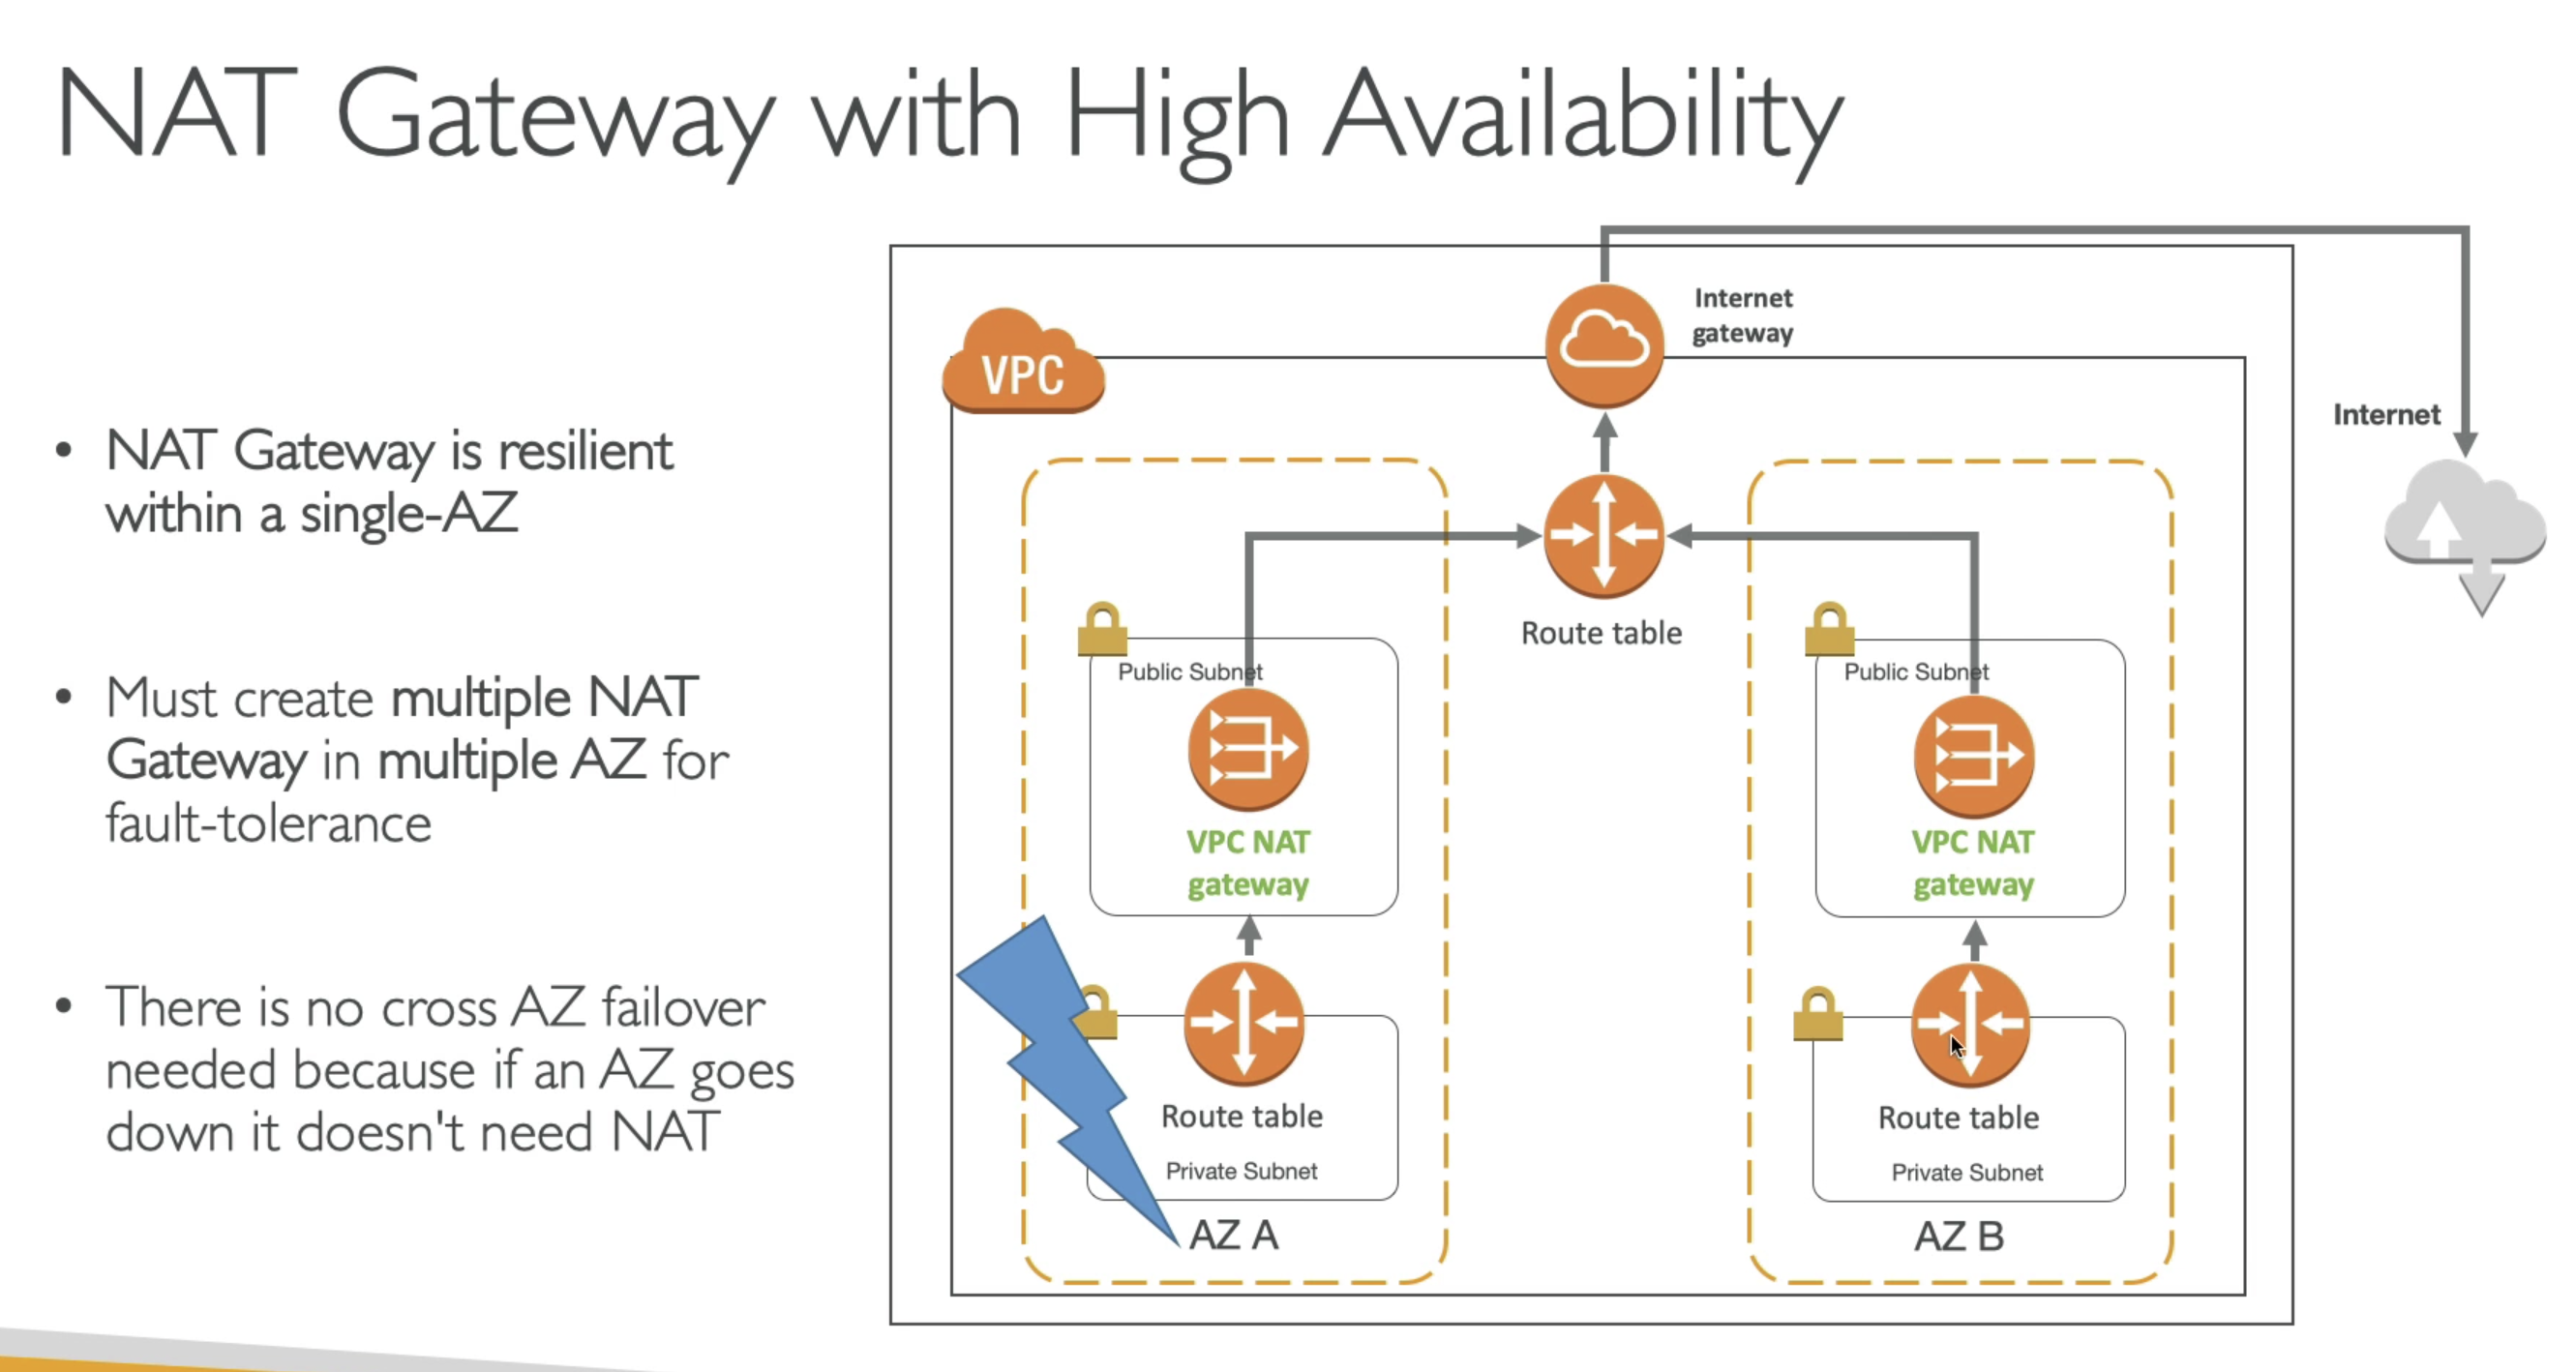 NAT Gateway with High Availability
• NAT Gateway is resilient
within a single-AZ
• Must create multiple NAT
Gateway in multiple AZ for
fault-tolerance
• There is no cross AZ failover
needed because if an AZ goes
down it doesn't need NAT
Internet
gateway
VPC
Internet
Route table
Public Subnet
VPC NAT
gateway
Route table
Private Subnet
AZ A
Public Subnet
VPC NAT
gateway
Route table
Private Subnet
AZ B